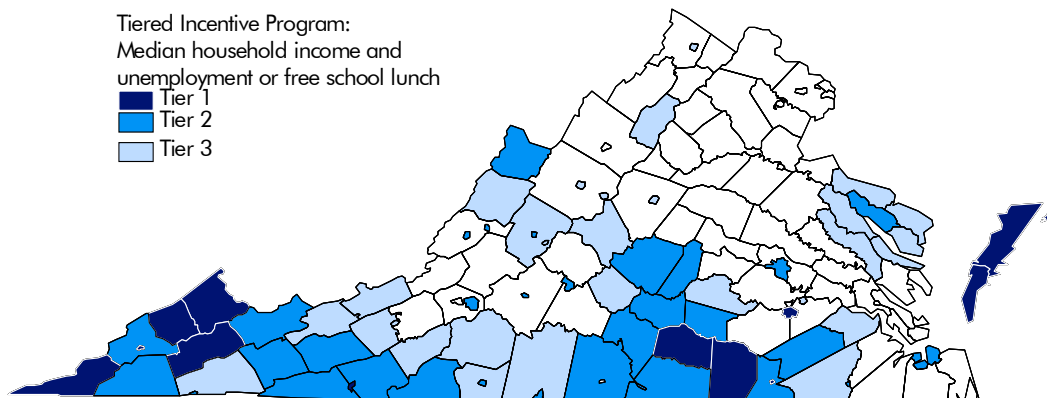 Tiered Incentive Program:
Median household income and
unemployment or free school lunch
Tier 1
Tier 2
Tier 3